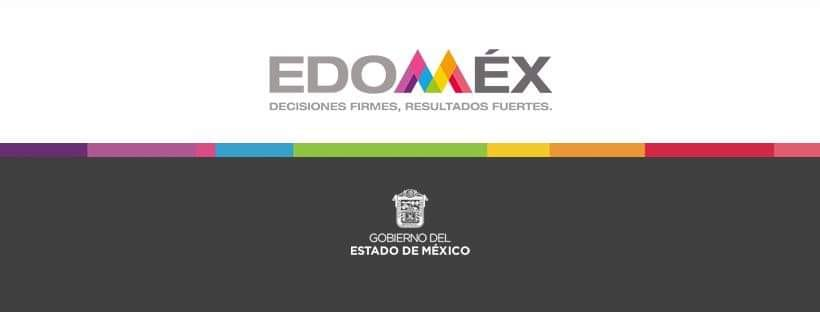 EDOMÉX
DECISIONES FIRMES, RESULTADOS FUERTES.
GOBIERNO DEL
ESTADO DE MÉXICO